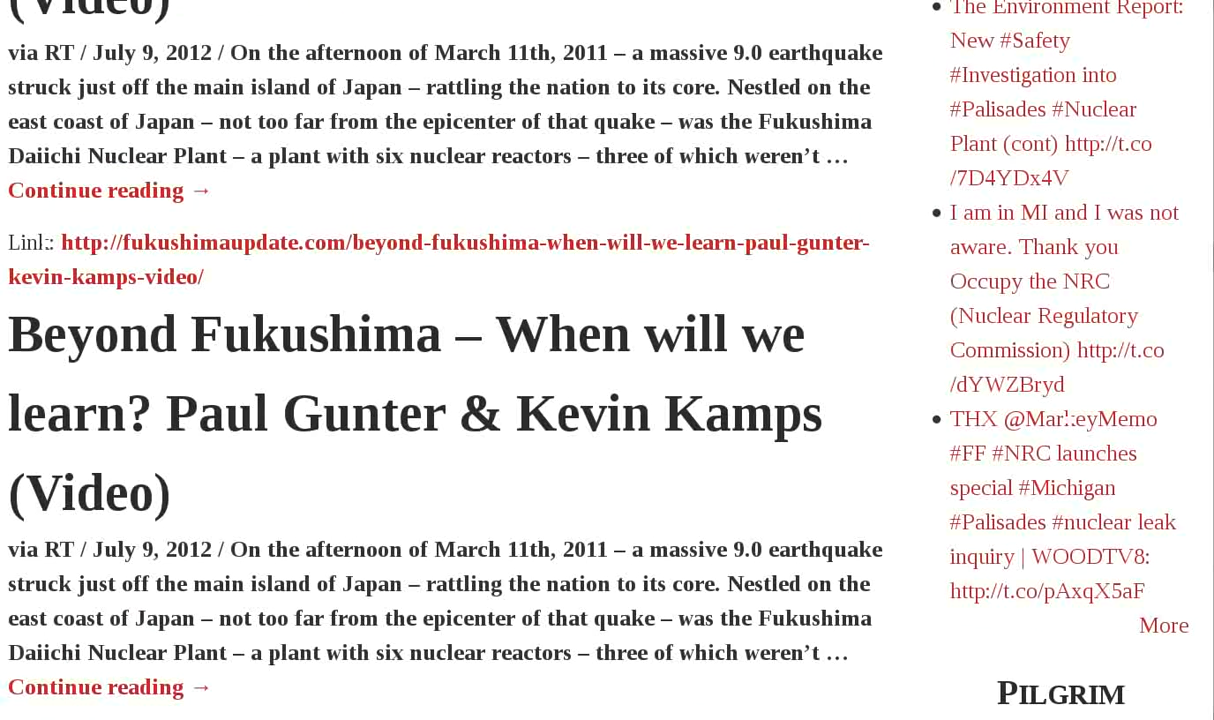 (Video)
via RT / July 9, 2012 / On the afternoon of March 11th, 2011 – a massive 9.0 earthquake
struck just off the main island of Japan – rattling the nation to its core. Nestled on the
east coast of Japan – not too far from the epicenter of that quake – was the Fukushima
Daiichi Nuclear Plant – a plant with six nuclear reactors – three of which weren’t …
Continue reading →
Link: http://fukushimaupdate.com/beyond-fukushima-when-will-we-learn-paul-gunter-
kevin-kamps-video/
Beyond Fukushima – When will we
learn? Paul Gunter & Kevin Kamps
(Video)
via RT / July 9, 2012 / On the afternoon of March 11th, 2011 – a massive 9.0 earthquake
struck just off the main island of Japan – rattling the nation to its core. Nestled on the
east coast of Japan – not too far from the epicenter of that quake – was the Fukushima
Daiichi Nuclear Plant – a plant with six nuclear reactors – three of which weren’t …
Continue reading →
The Environment Report:
New #Safety
#Investigation into
#Palisades #Nuclear
Plant (cont) http://t.co
/7D4YDx4V
I am in MI and I was not
aware. Thank you
Occupy the NRC
(Nuclear Regulatory
Commission) http://t.co
/dYWZBryd
THX @MarkeyMemo
#FF #NRC launches
special #Michigan
#Palisades #nuclear leak
inquiry | WOODTV8:
http://t.co/pAxqX5aF
More
PILGRIM